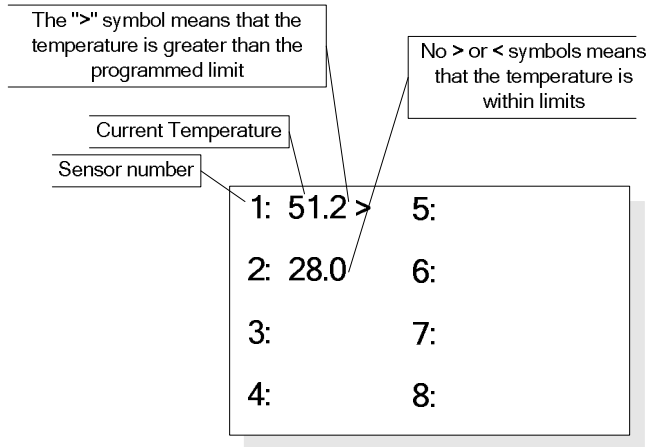 The ">" symbol means that the
temperature is greater than the
programmed limit
No > or < symbols means
that the temperature is
within limits
Current Temperature
Sensor number
1: 51.2 > 5:
2: 28.0 6:
3: 7:
4: 8: